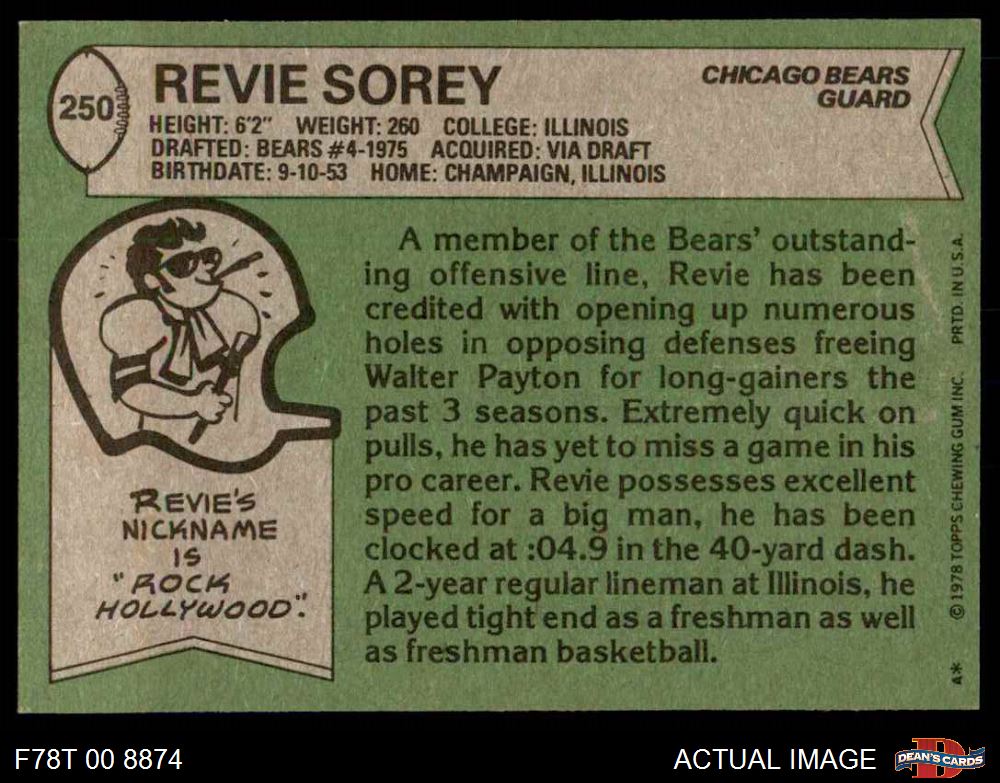 250
REVIE SOREY
CHICAGO BEARS
GUARD
HEIGHT: 6'2" WEIGHT: 260 COLLEGE: ILLINOIS
DRAFTED: BEARS #4-1975 ACQUIRED: VIA DRAFT
BIRTHDATE: 9-10-53 HOME: CHAMPAIGN, ILLINOIS
REVIE'S
NICKNAME
IS
"ROCK
HOLLYWOOD."
A member of the Bears' outstand-
ing offensive line, Revie has been
credited with opening up numerous
holes in opposing defenses freeing
Walter Payton for long-gainers the
past 3 seasons. Extremely quick on
pulls, he has yet to miss a game in his
pro career. Revie possesses excellent
speed for a big man, he has been
clocked at :04.9 in the 40-yard dash.
A 2-year regular lineman at Illinois, he
played tight end as a freshman as well
as freshman basketball.
A* © 1978 TOPPS CHEWING GUM INC. PRTD. IN U.S.A.
F78T 00 8874
ACTUAL IMAGE
D
DEAN'S CARDS